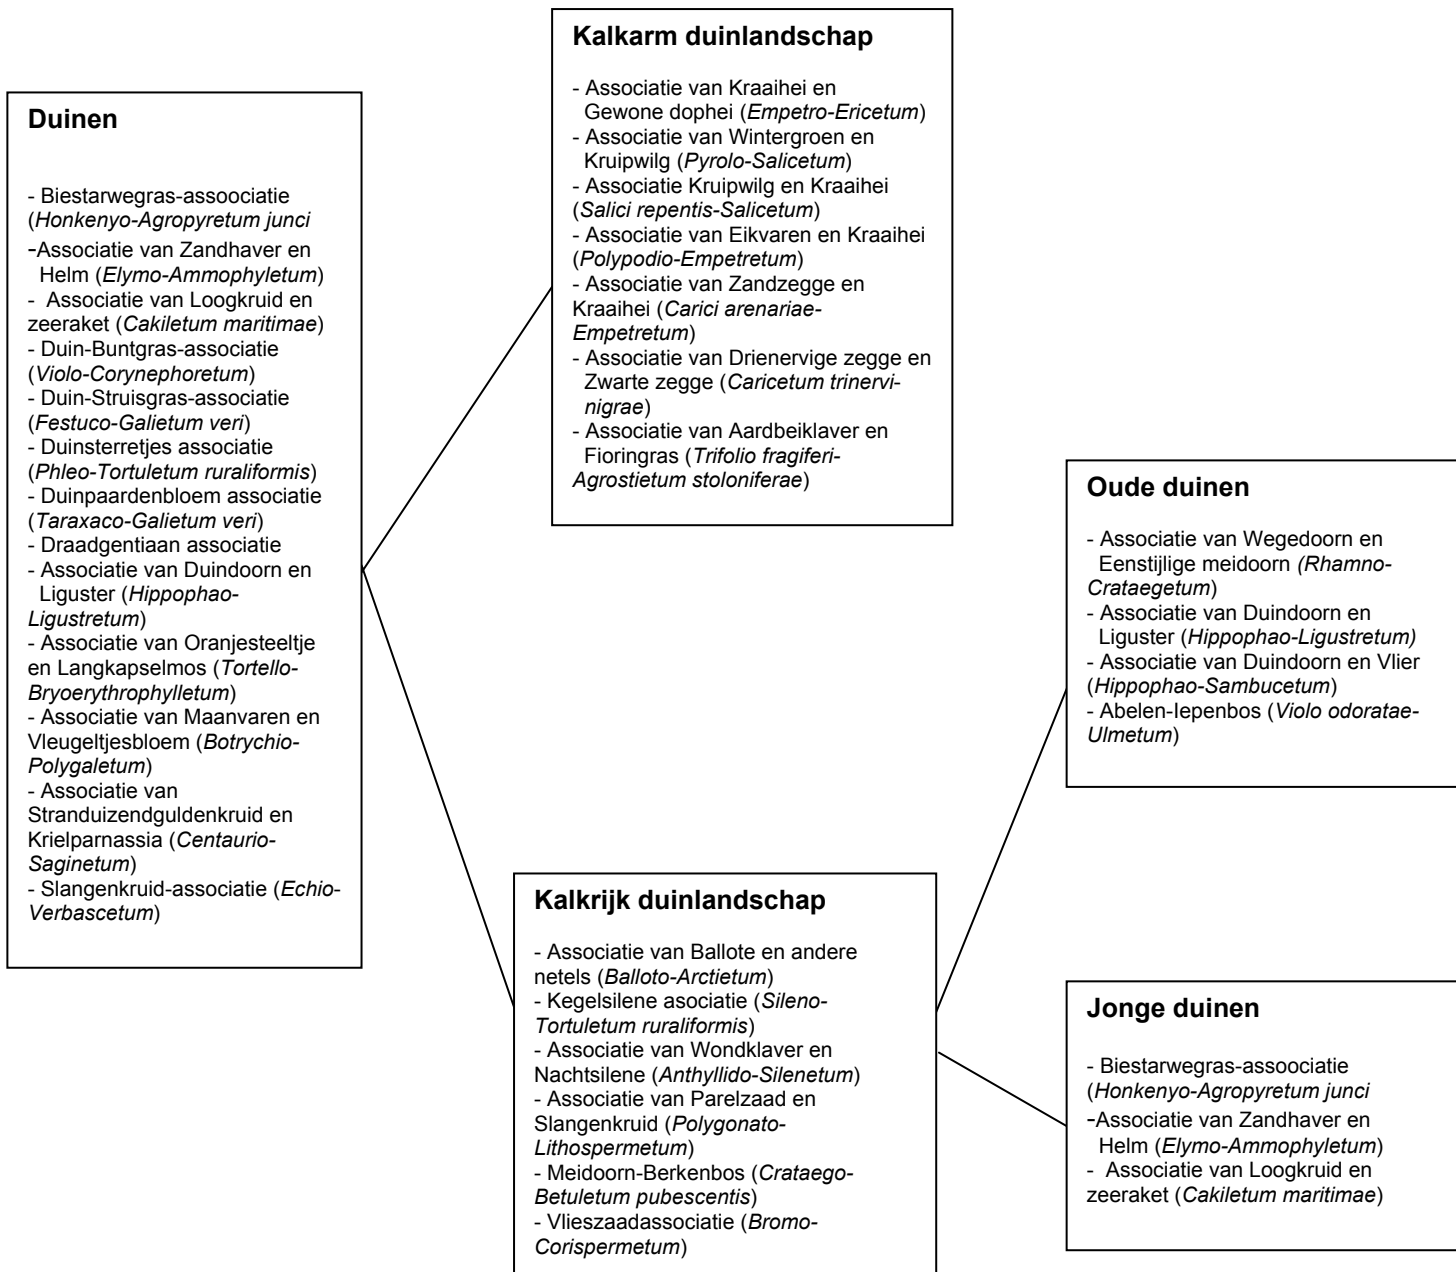 Duinen
- Biestarwegras-assoociatie
(Honkenyo-Agropyretum junci
-Associatie van Zandhaver en
Helm (Elymo-Ammophyletum)
- Associatie van Loogkruid en
zeeraket (Cakiletum maritimae)
- Duin-Buntgras-associatie
(Violo-Corynephoretum)
- Duin-Struisgras-associatie
(Festuco-Galietum veri)
- Duinsterretjes associatie
(Phleo-Tortuletum ruraliformis)
- Duinpaardenbloem associatie
(Taraxaco-Galietum veri)
- Draadgentiaan associatie
- Associatie van Duindoorn en
Liguster (Hippophao-
Ligustretum)
- Associatie van Oranjesteeltje
en Langkapselmos (Tortello-
Bryoerythrophylletum)
- Associatie van Maanvaren en
Vleugeltjesbloem (Botrychio-
Polygaletum)
- Associatie van
Stranduizendguldenkruid en
Krielparnassia (Centaurio-
Saginetum)
- Slangenkruid-associatie (Echio-
Verbascetum)
Kalkarm duinlandschap
- Associatie van Kraaihei en
Gewone dophei (Empetro-Ericetum)
- Associatie van Wintergroen en
Kruipwilg (Pyrolo-Salicetum)
- Associatie Kruipwilg en Kraaihei
(Salici repentis-Salicetum)
- Associatie van Eikvaren en Kraaihei
(Polypodio-Empetretum)
- Associatie van Zandzegge en
Kraaihei (Carici arenariae-
Empetretum)
- Associatie van Drienervige zegge en
Zwarte zegge (Caricetum trinervi-
nigrae)
- Associatie van Aardbeiklaver en
Fioringras (Trifolio fragiferi-
Agrostietum stoloniferae)
Kalkrijk duinlandschap
- Associatie van Ballote en andere
netels (Balloto-Arctietum)
- Kegelsilene asociatie (Sileno-
Tortuletum ruraliformis)
- Associatie van Wondklaver en
Nachtsilene (Anthyllido-Silenetum)
- Associatie van Parelzaad en
Slangenkruid (Polygonato-
Lithospermetum)
- Meidoorn-Berkenbos (Crataego-
Betuletum pubescentis)
- Vlieszaadassociatie (Bromo-
Corispermetum)
Oude duinen
- Associatie van Wegedoorn en
Eenstijlige meidoorn (Rhamno-
Crataegetum)
- Associatie van Duindoorn en
Liguster (Hippophao-Ligustretum)
- Associatie van Duindoorn en Vlier
(Hippophao-Sambucetum)
- Abelen-Iepenbos (Violo odoratae-
Ulmetum)
Jonge duinen
- Biestarwegras-assoociatie
(Honkenyo-Agropyretum junci
-Associatie van Zandhaver en
Helm (Elymo-Ammophyletum)
- Associatie van Loogkruid en
zeeraket (Cakiletum maritimae)